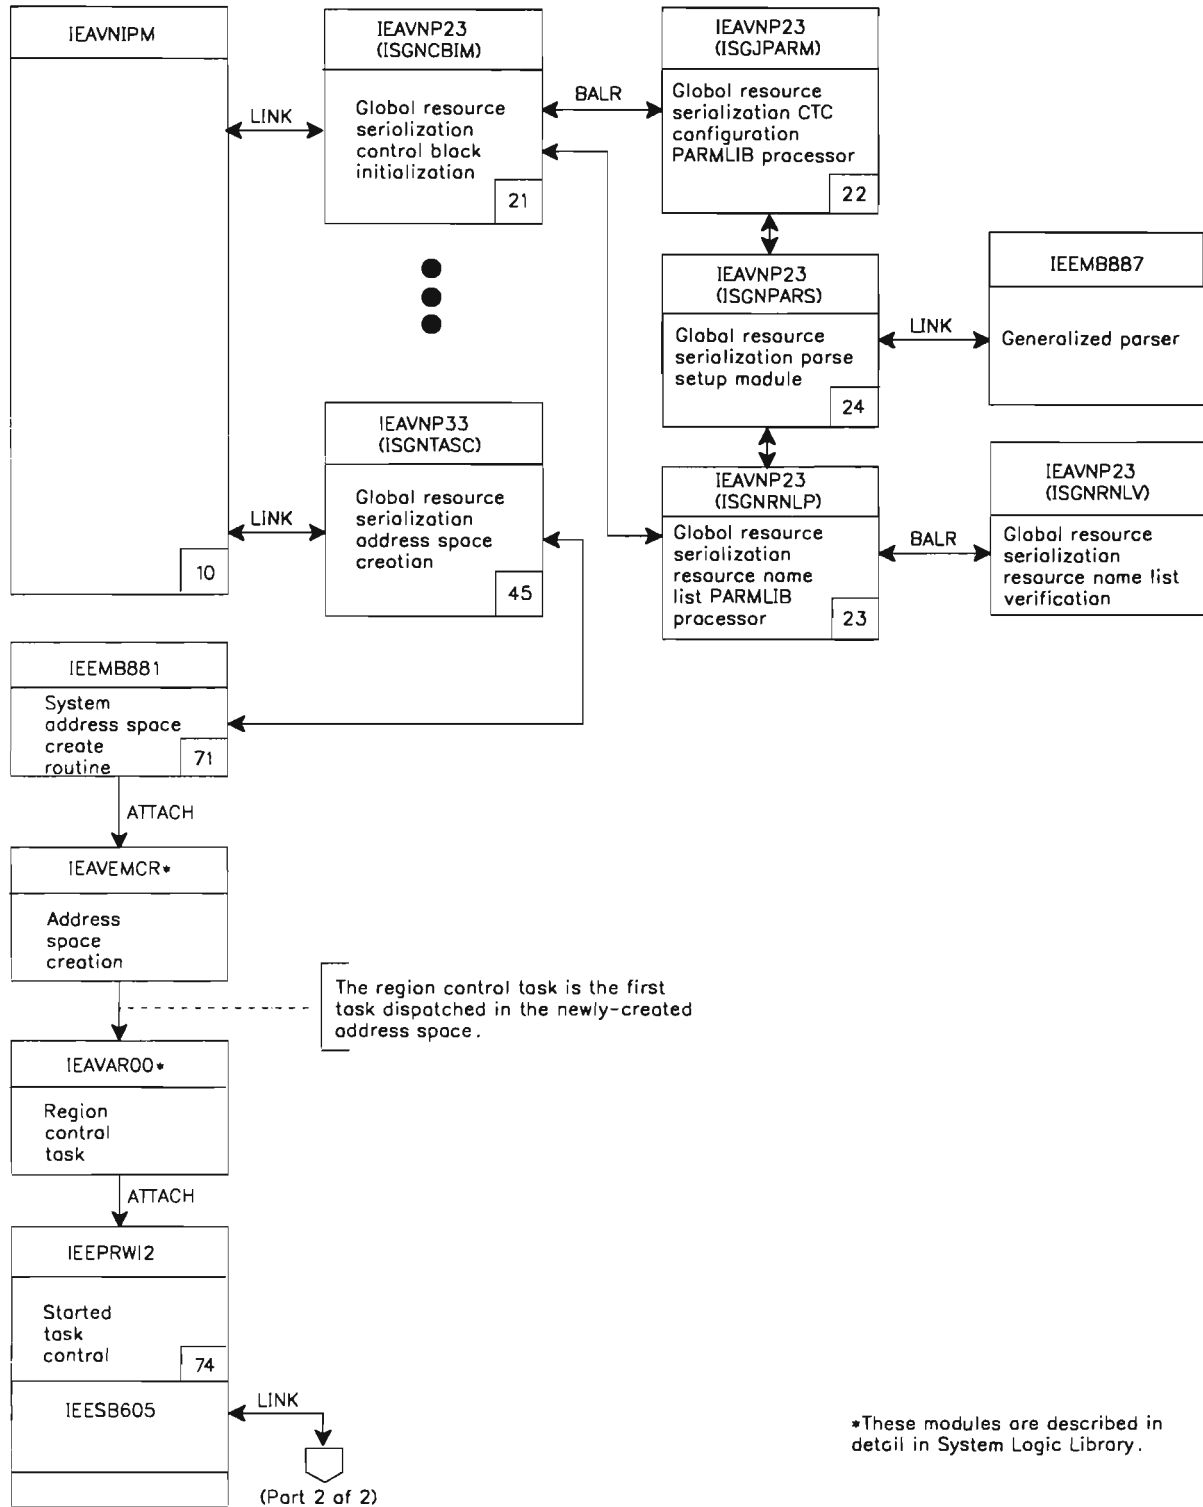 IEAVNIPM
10
LINK
IEAVNP23
(ISGNCBIM)
Global resource
serialization
control block
initialization
21
BALR
IEAVNP23
(ISGJPARM)
Global resource
serialization CTC
configuration
PARMLIB processor
22
IEAVNP23
(ISGNPARS)
Global resource
serialization parse
setup module
24
LINK
IEEMB887
Generalized parser
LINK
IEAVNP33
(ISGNTASC)
Global resource
serialization
address space
creation
45
IEAVNP23
(ISGNRNLP)
Global resource
serialization
resource name
list PARMLIB
processor
23
BALR
IEAVNP23
(ISGNRNLV)
Global resource
serialization
resource name list
verification
IEEMB881
System
address space
create
routine
71
ATTACH
IEAVEMCR*
Address
space
creation
The region control task is the first
task dispatched in the newly-created
address space.
IEAVAR00*
Region
control
task
ATTACH
IEEPRWI2
Started
task
control
74
IEESB605
LINK
(Part 2 of 2)
*These modules are described in
detail in System Logic Library.